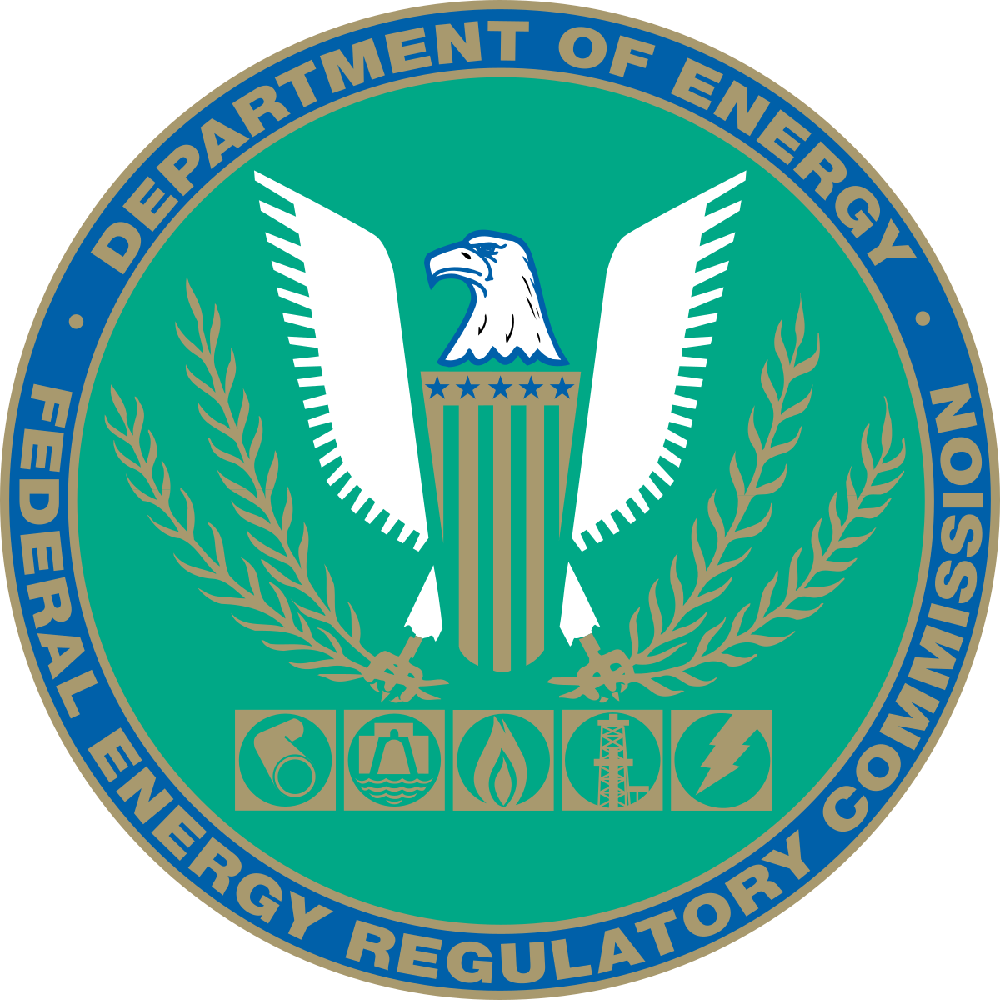 DEPARTMENT OF ENERGY
FEDERAL ENERGY REGULATORY COMMISSION